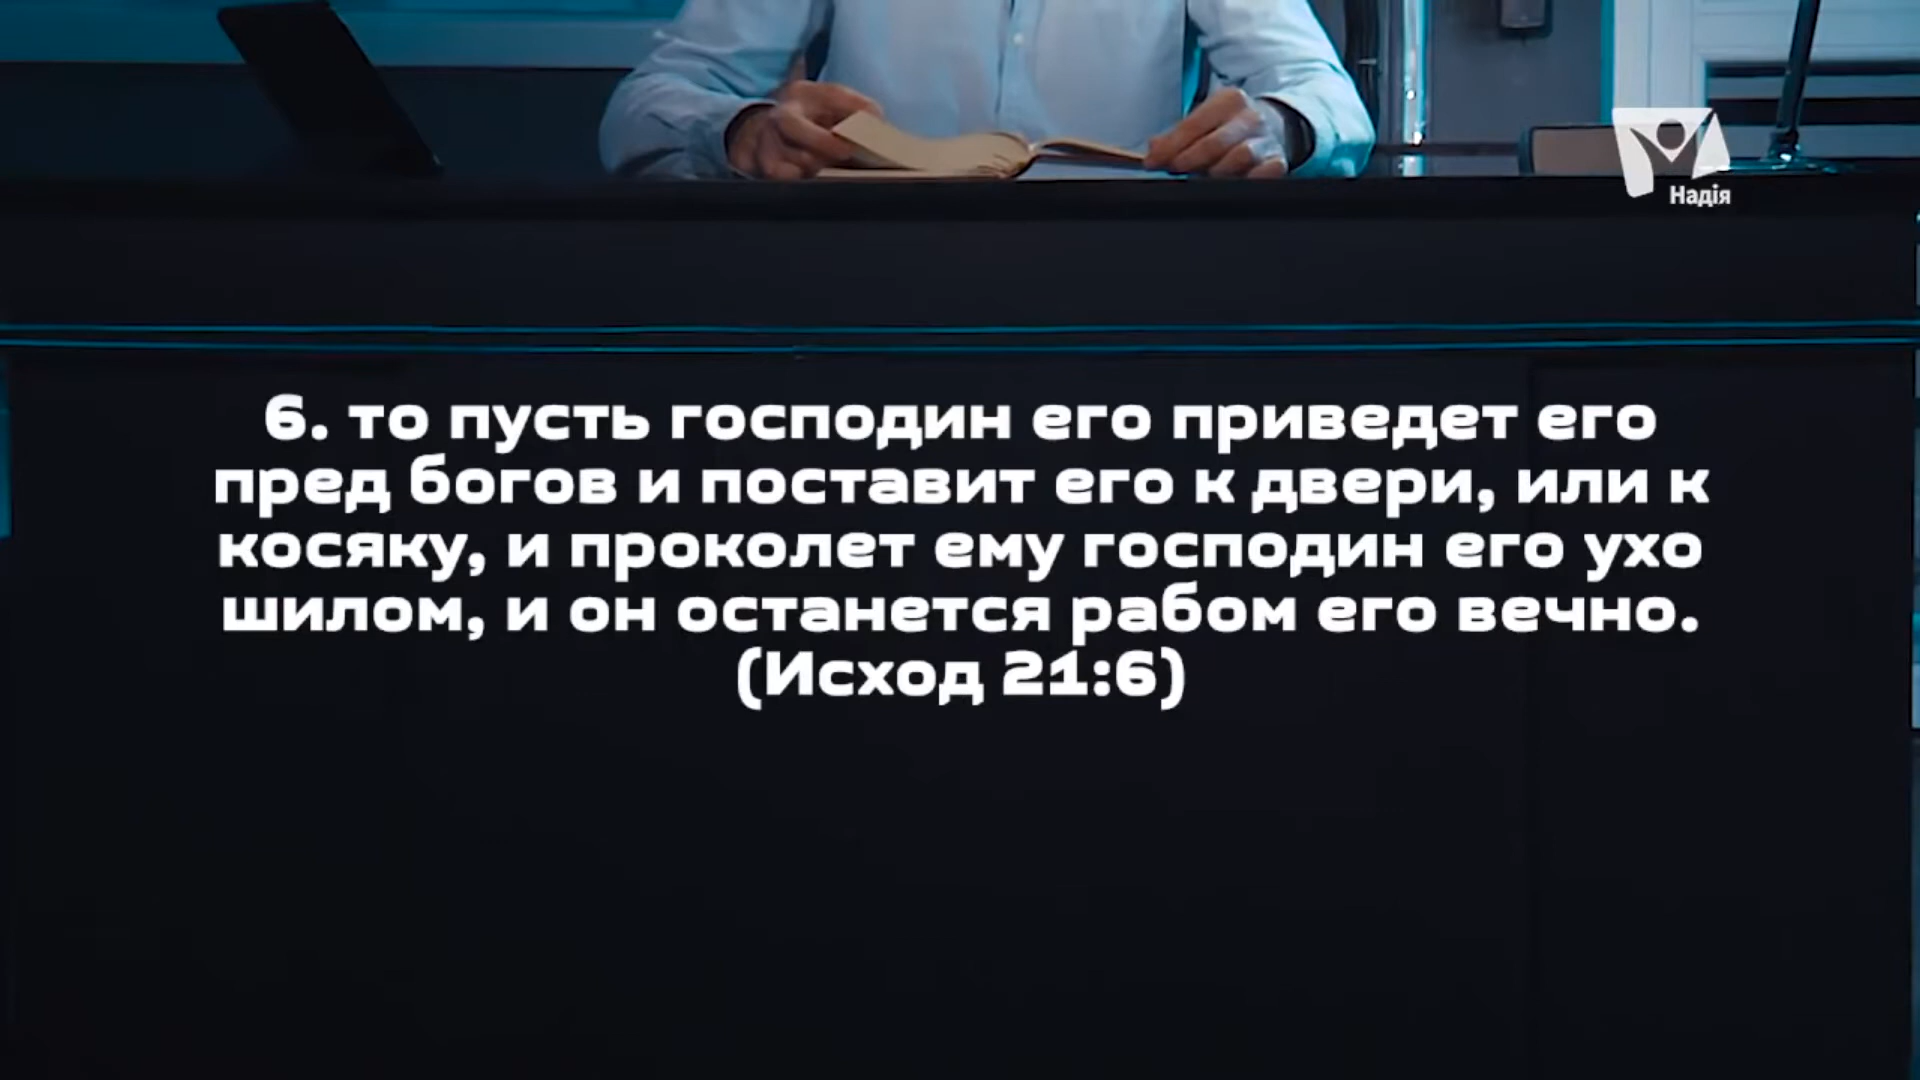 Надія
6. то пусть господин его приведет его
пред богов и поставит его к двери, или к
косяку, и проколет ему господин его ухо
шилом, и он останется рабом его вечно.
(Исход 21:6)